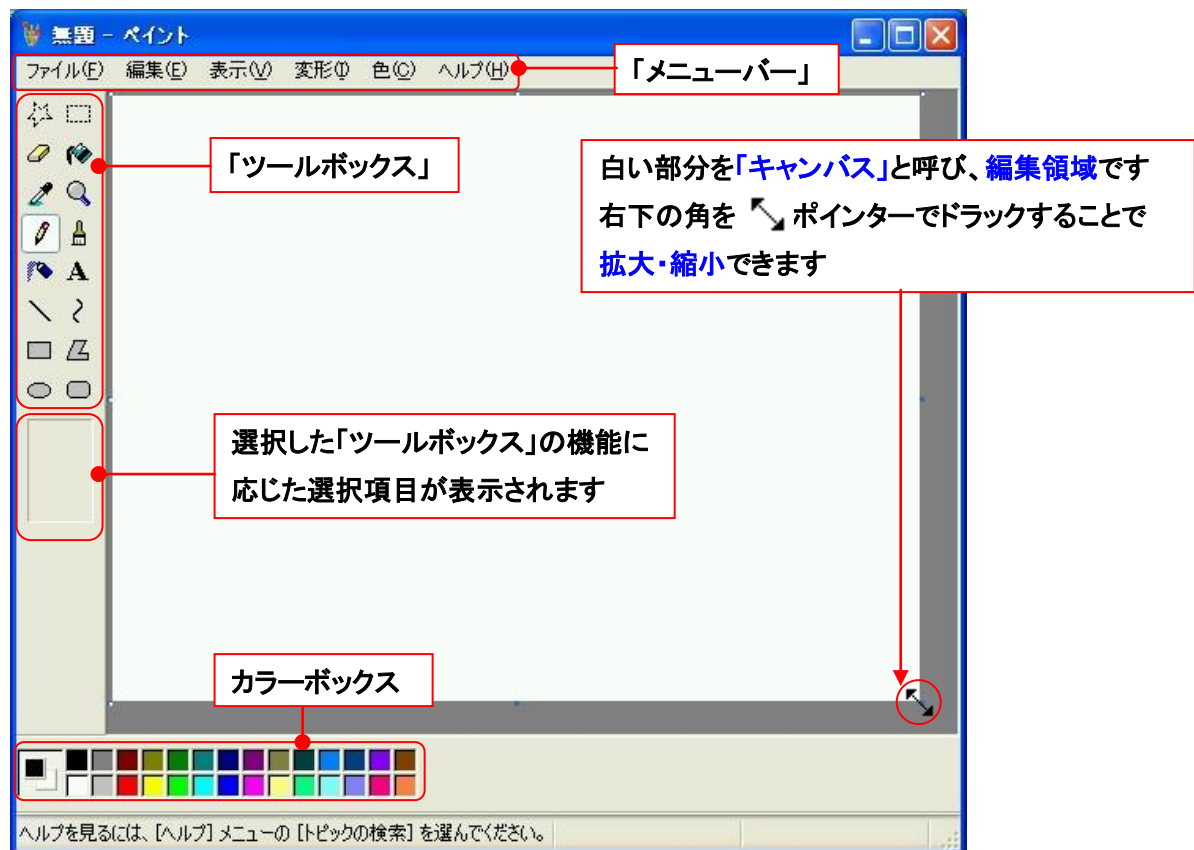 無題 - ペイント
ファイル(F) 編集(E) 表示(V) 変形(I) 色(C) ヘルプ(H)
「メニューバー」
「ツールボックス」
白い部分を「キャンバス」と呼び、編集領域です
右下の角を ポインターでドラックすることで
拡大・縮小できます
A
選択した「ツールボックス」の機能に
応じた選択項目が表示されます
カラーボックス
ヘルプを見るには、[ヘルプ] メニューの [トピックの検索] を選んでください。